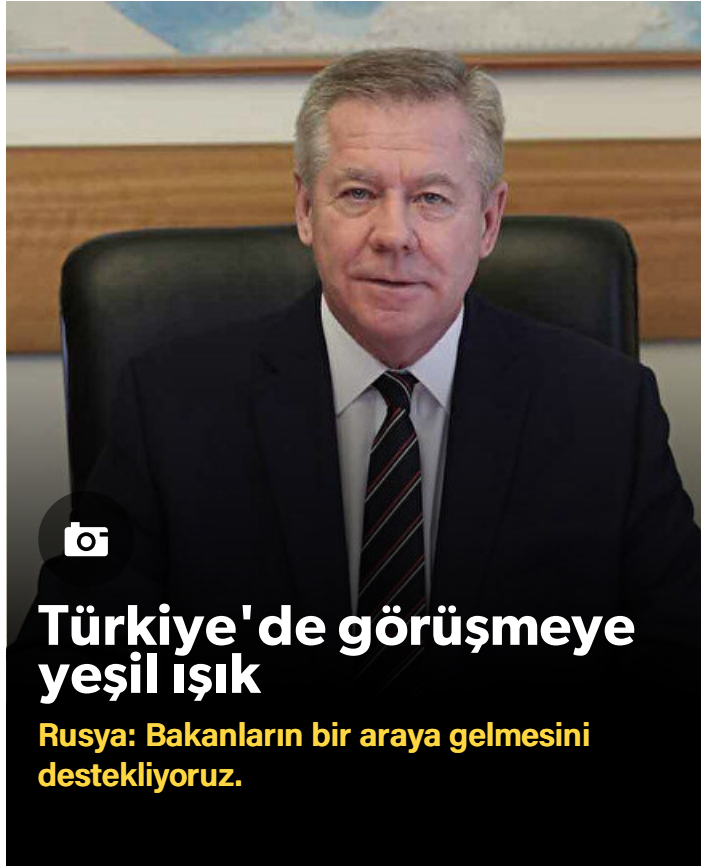 Türkiye'de görüşmeye
yeşil ışık
Rusya: Bakanların bir araya gelmesini
destekliyoruz.